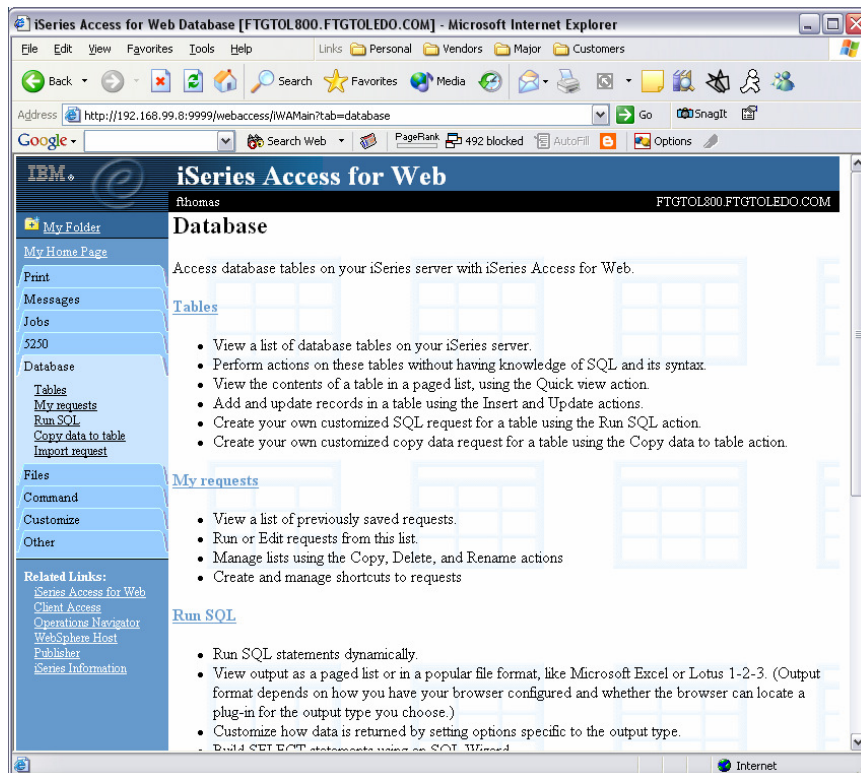 iSeries Access for Web Database [FTGTOL800.FTGTOLEDO.COM] - Microsoft Internet Explorer
File Edit View Favorites Tools Help Links Personal Vendors Major Customers
Back Search Favorites Media
Address http://192.168.99.8:9999/webaccess/iWAMain?tab=database Go SnagIt
Google Search Web PageRank 492 blocked AutoFill Options
IBM iSeries Access for Web
fthomas FTGTOL800.FTGTOLEDO.COM
My Folder
My Home Page
Print
Messages
Jobs
5250
Database
Tables
My requests
Run SQL
Copy data to table
Import request
Files
Command
Customize
Other
Related Links:
iSeries Access for Web
Client Access
Operations Navigator
WebSphere Host
Publisher
iSeries Information
Database
Access database tables on your iSeries server with iSeries Access for Web.
Tables
• View a list of database tables on your iSeries server.
• Perform actions on these tables without having knowledge of SQL and its syntax.
• View the contents of a table in a paged list, using the Quick view action.
• Add and update records in a table using the Insert and Update actions.
• Create your own customized SQL request for a table using the Run SQL action.
• Create your own customized copy data request for a table using the Copy data to table action.
My requests
• View a list of previously saved requests.
• Run or Edit requests from this list.
• Manage lists using the Copy, Delete, and Rename actions
• Create and manage shortcuts to requests
Run SQL
• Run SQL statements dynamically.
• View output as a paged list or in a popular file format, like Microsoft Excel or Lotus 1-2-3. (Output
format depends on how you have your browser configured and whether the browser can locate a
plug-in for the output type you choose.)
• Customize how data is returned by setting options specific to the output type.
• Build SELECT statements using an SQL Wizard
Internet